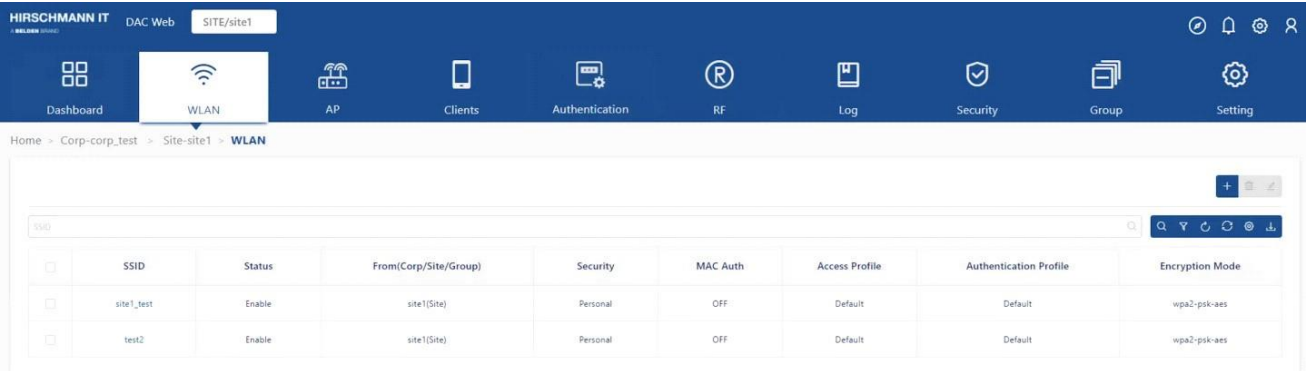 HIRSCHMANN IT DAC Web SITE/site1
A BELDEN BRAND
Dashboard WLAN AP Clients Authentication RF Log Security Group Setting
Home > Corp-corp_test > Site-site1 > WLAN
SSID
SSID Status From(Corp/Site/Group) Security MAC Auth Access Profile Authentication Profile Encryption Mode
site1_test Enable site1(Site) Personal OFF Default Default wpa2-psk-aes
test2 Enable site1(Site) Personal OFF Default Default wpa2-psk-aes